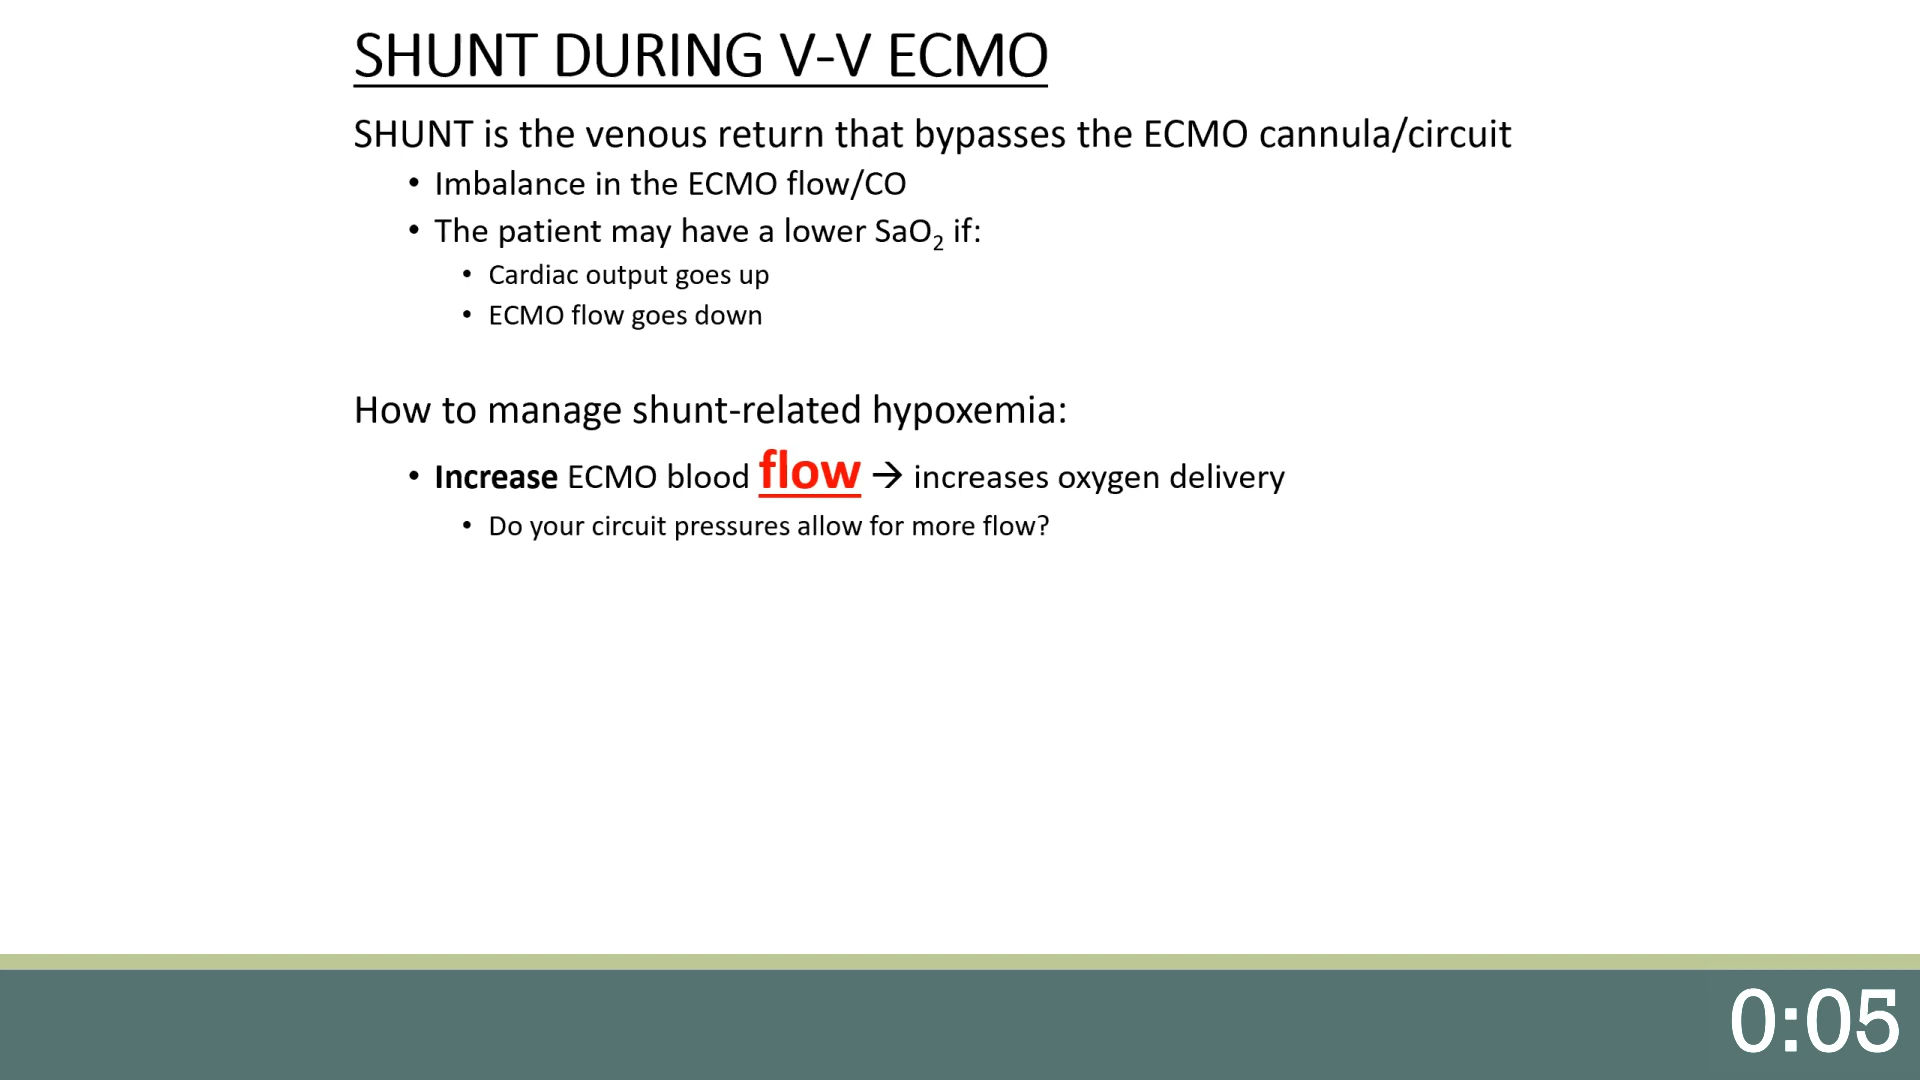 SHUNT DURING V-V ECMO
SHUNT is the venous return that bypasses the ECMO cannula/circuit
• Imbalance in the ECMO flow/CO
• The patient may have a lower SaO₂ if:
• Cardiac output goes up
• ECMO flow goes down
How to manage shunt-related hypoxemia:
• Increase ECMO blood flow → increases oxygen delivery
• Do your circuit pressures allow for more flow?
0:05